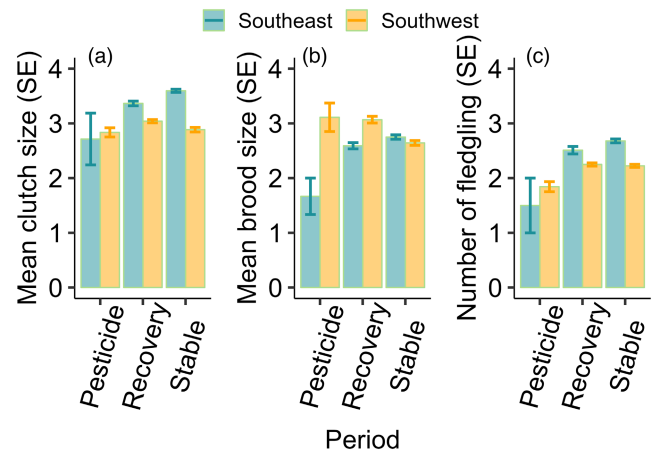 Southeast Southwest
(a) (b) (c)
Mean clutch size (SE)
4
3
2
1
0
Pesticide
Recovery
Stable
Mean brood size (SE)
4
3
2
1
0
Pesticide
Recovery
Stable
Number of fledgling (SE)
4
3
2
1
0
Pesticide
Recovery
Stable
Period